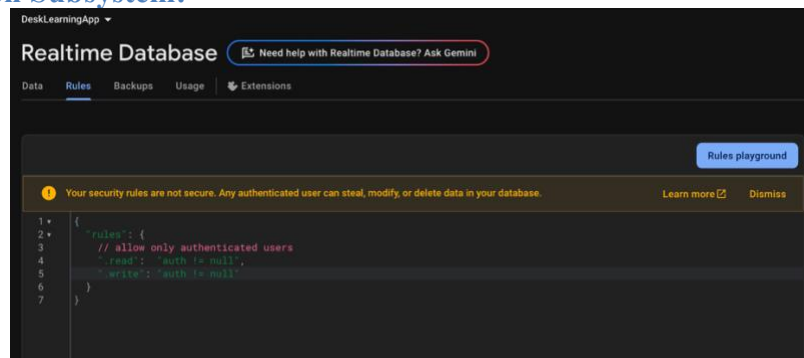 Subsystem:
DeskLearningApp
Realtime Database Need help with Realtime Database? Ask Gemini
Data Rules Backups Usage Extensions
Rules playground
Your security rules are not secure. Any authenticated user can steal, modify, or delete data in your database. Learn more Dismiss
1 {
2 "rules": {
3 // allow only authenticated users
4 ".read": "auth != null",
5 ".write": "auth != null"
6 }
7 }